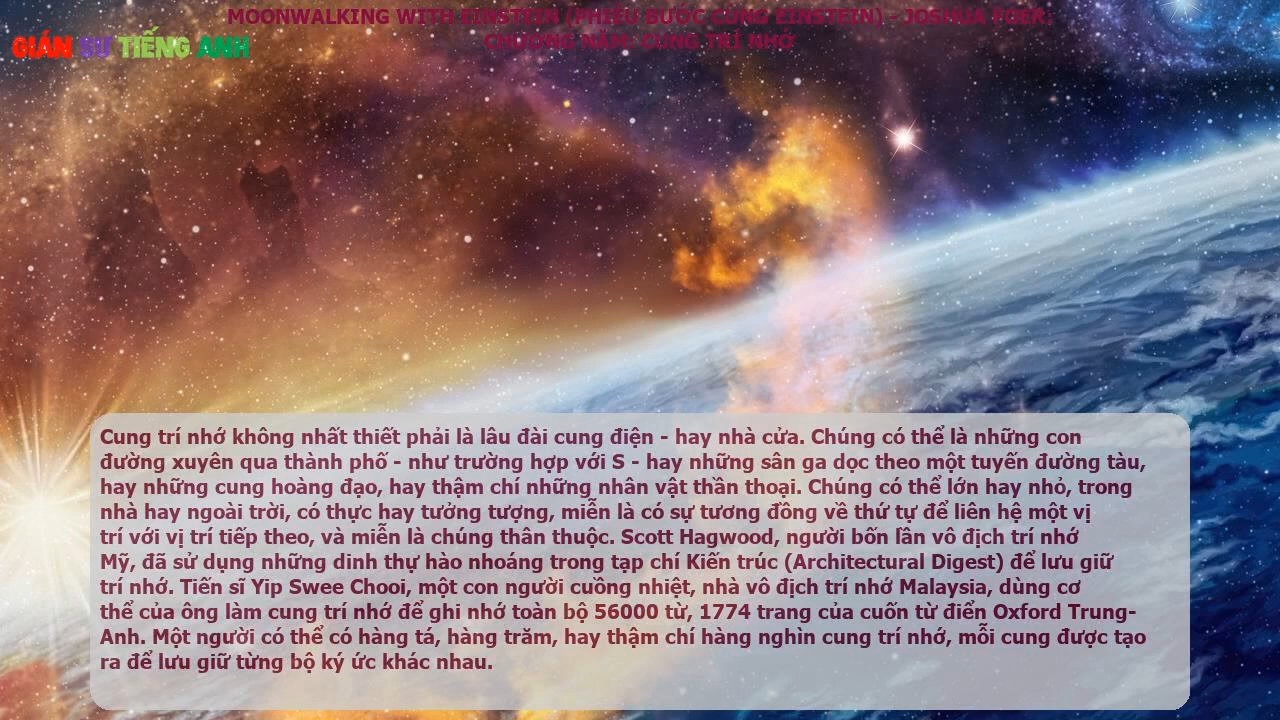 MOONWALKING WITH EINSTEIN (PHIÊU BƯỚC CÙNG EINSTEIN) - JOSHUA FOER:
CHƯƠNG NĂM: CUNG TRÍ NHỚ
GIÁN SƯ TIẾNG ANH
Cung trí nhớ không nhất thiết phải là lâu đài cung điện - hay nhà cửa. Chúng có thể là những con
đường xuyên qua thành phố - như trường hợp với S - hay những sân ga dọc theo một tuyến đường tàu,
hay những cung hoàng đạo, hay thậm chí những nhân vật thần thoại. Chúng có thể lớn hay nhỏ, trong
nhà hay ngoài trời, có thực hay tưởng tượng, miễn là có sự tương đồng về thứ tự để liên hệ một vị
trí với vị trí tiếp theo, và miễn là chúng thân thuộc. Scott Hagwood, người bốn lần vô địch trí nhớ
Mỹ, đã sử dụng những dinh thự hào nhoáng trong tạp chí Kiến trúc (Architectural Digest) để lưu giữ
trí nhớ. Tiến sĩ Yip Swee Chooi, một con người cuồng nhiệt, nhà vô địch trí nhớ Malaysia, dùng cơ
thể của ông làm cung trí nhớ để ghi nhớ toàn bộ 56000 từ, 1774 trang của cuốn từ điển Oxford Trung-
Anh. Một người có thể có hàng tá, hàng trăm, hay thậm chí hàng nghìn cung trí nhớ, mỗi cung được tạo
ra để lưu giữ từng bộ ký ức khác nhau.